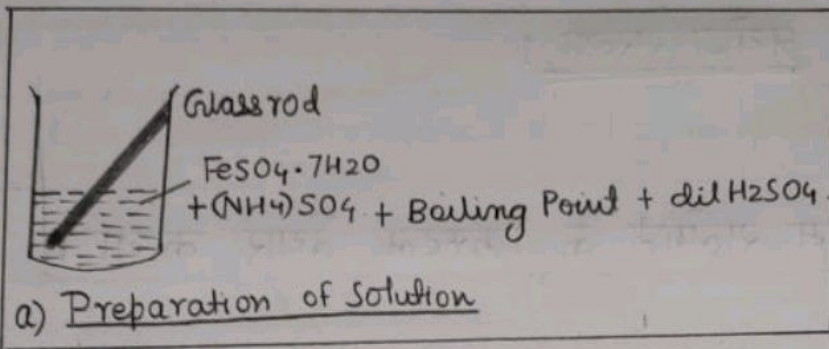 Glass rod
FeSO4·7H2O
+(NH4)SO4 + Boiling Point + dil H2SO4.
a) Preparation of Solution